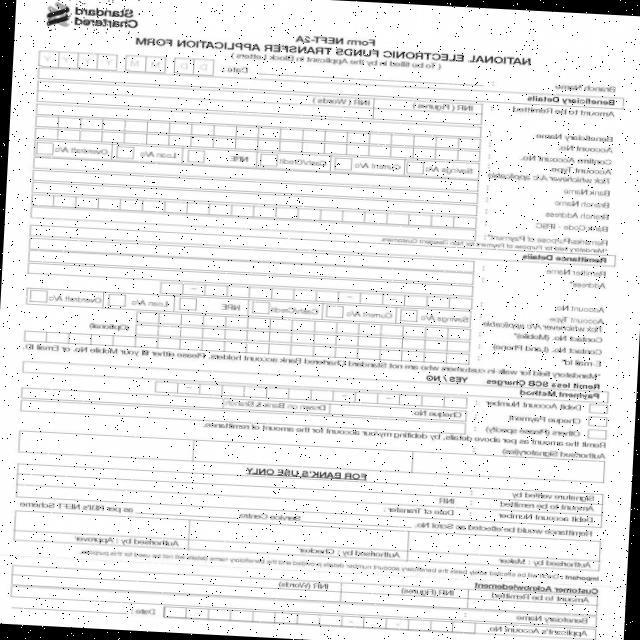 Standard
Chartered
Form NEFT-2A
NATIONAL ELECTRONIC FUNDS TRANSFER APPLICATION FORM
( to be filled in by the Applicant in Block Letters )
Date :
Branch Name
Beneficiary Details
Amount to be Remitted INR (Figures) INR (Words)
Beneficiary Name
Account No.
Confirm Account No.
Account Type Savings A/c Current A/c Cash/Credit NRE Loan A/c Overdraft A/c
Tick whichever A/c applicable
Bank Name
Branch Name
Branch Address
Bank Code - IFSC
Remarks/Purpose of Payment
Remittance Details
Remitter Name
Address
Account No.
Account Type Savings A/c Current A/c Cash/Credit NRE Loan A/c Overdraft A/c
Tick whichever A/c applicable
Contact No. (Mobile)
Contact No. (Land Phone) (Optional)
E-mail ID
Mandatory field for walk-in customers who are not Standard Chartered Bank account holders. Please either fill your Mobile No. or Email ID.
Remit less SCB Charges YES / NO
Payment Method
Debit Account Number
Cheque Payment Cheque No.
Others (Please specify)
Remit the amount as per above details, by debiting my/our account for the amount of remittance.
Authorised Signatory(ies)
FOR BANK'S USE ONLY
Signature verified by
Amount to be remitted INR
Debit account Number Date of Transfer :
Remittance would be effected as Serial No. Service Centre, as per RBI's NEFT Scheme
Authorised by : Maker Authorised by : Checker Authorised by : Approver
Customer Acknowledgement
Amount to be Remitted INR (Figures) INR (Words)
Beneficiary Name
Applicant's Account No. Date